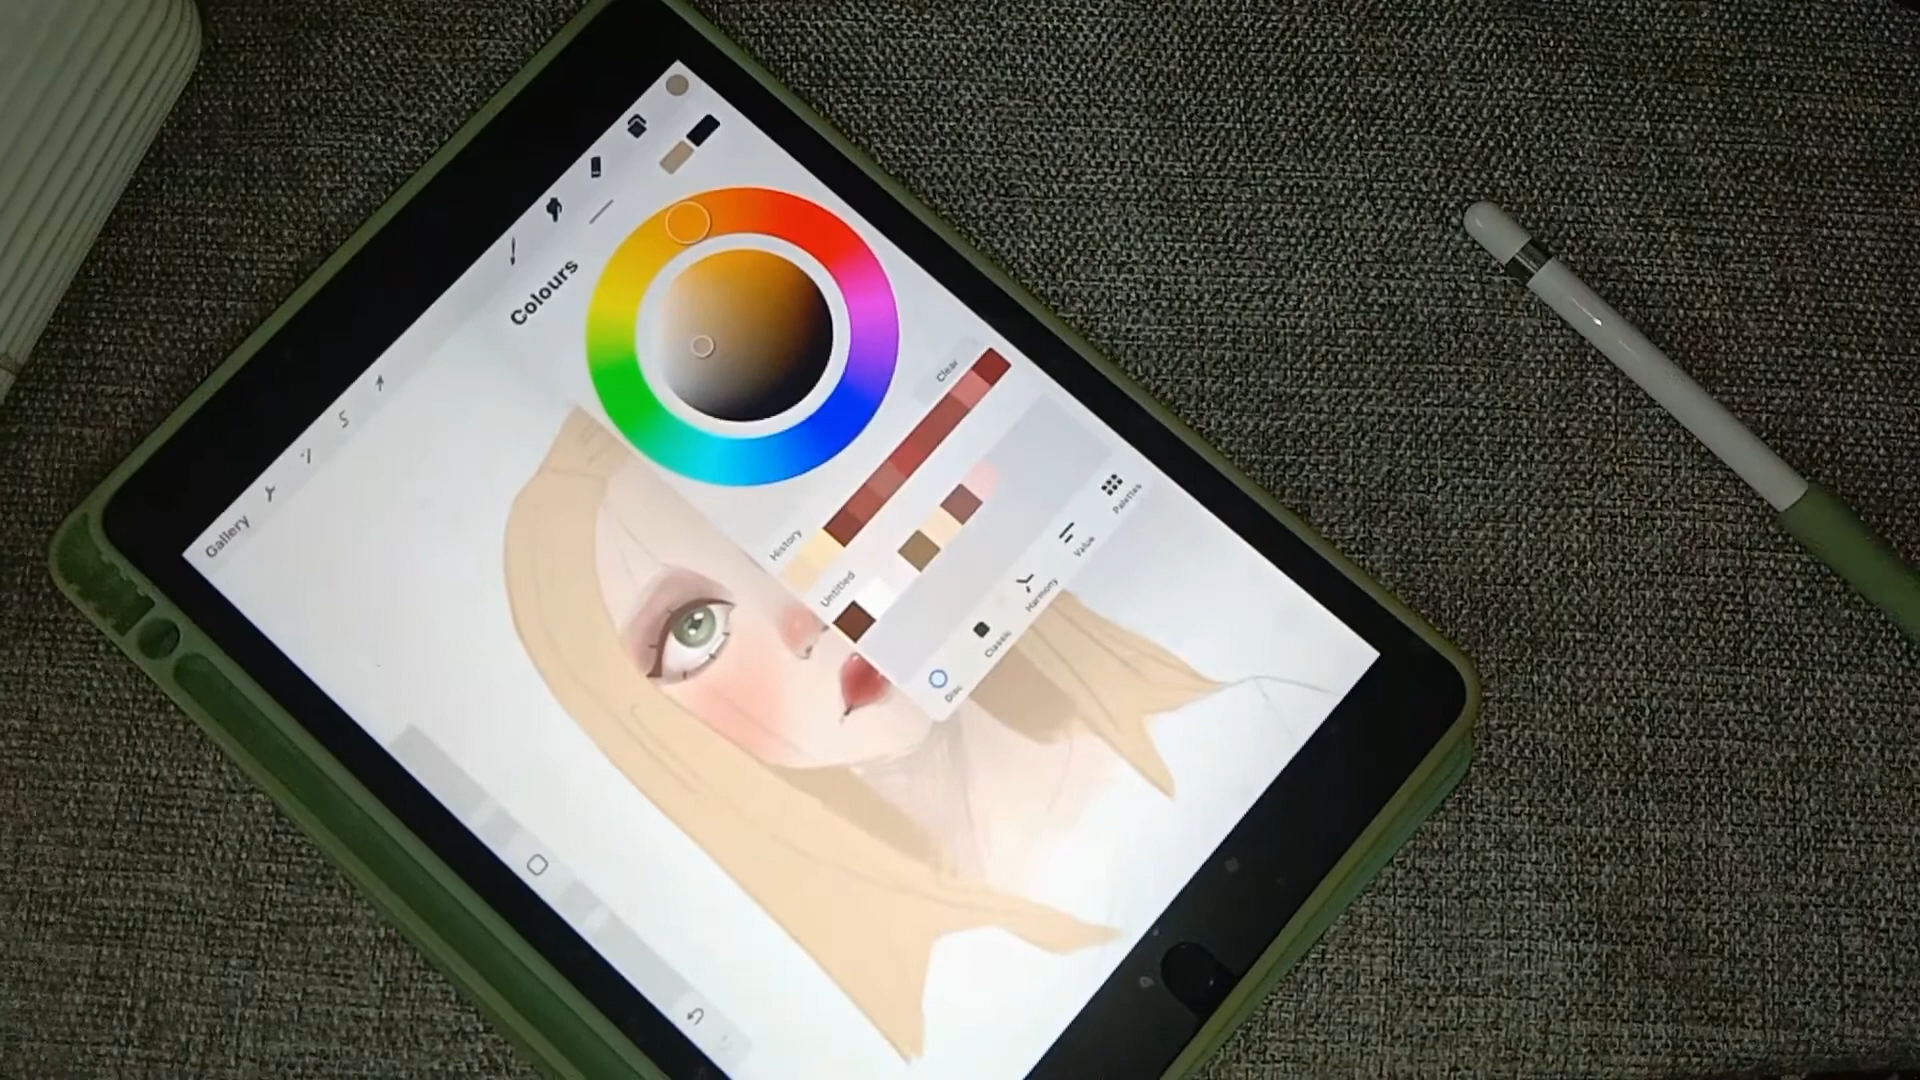 Gallery
Colours
History
Clear
Untitled
Disc
Classic
Harmony
Value
Palettes